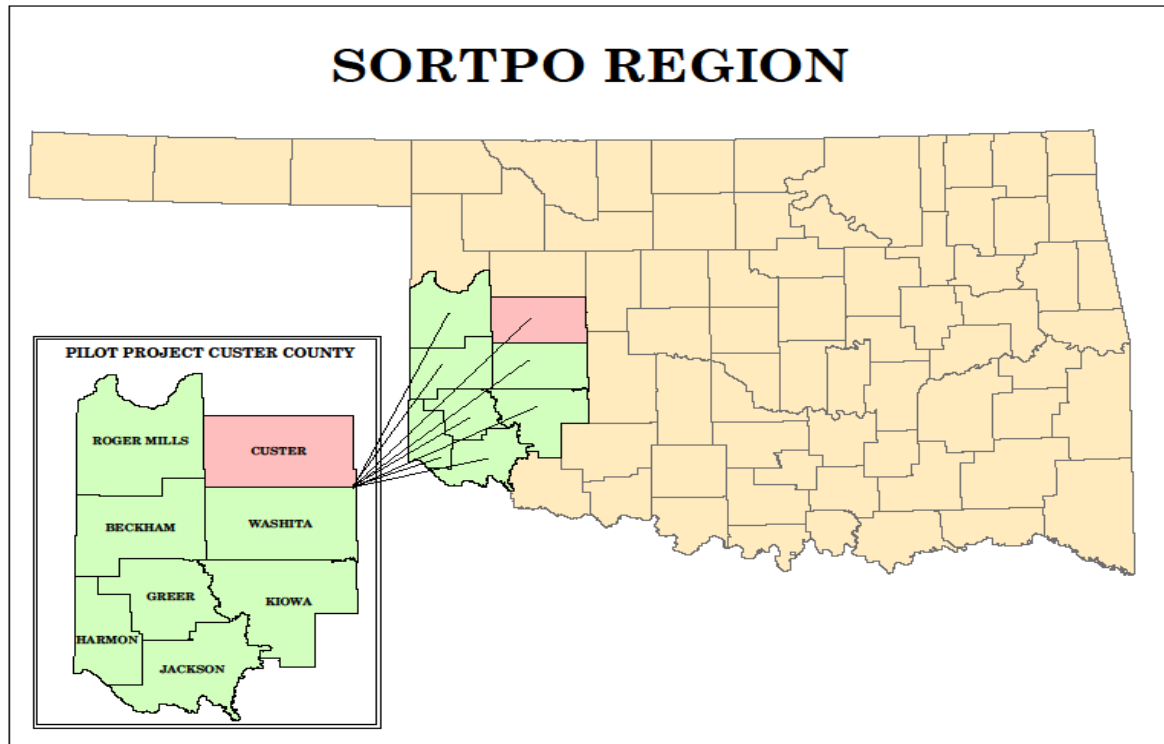 SORTPO REGION
PILOT PROJECT CUSTER COUNTY
ROGER MILLS
CUSTER
BECKHAM
WASHITA
GREER
KIOWA
HARMON
JACKSON